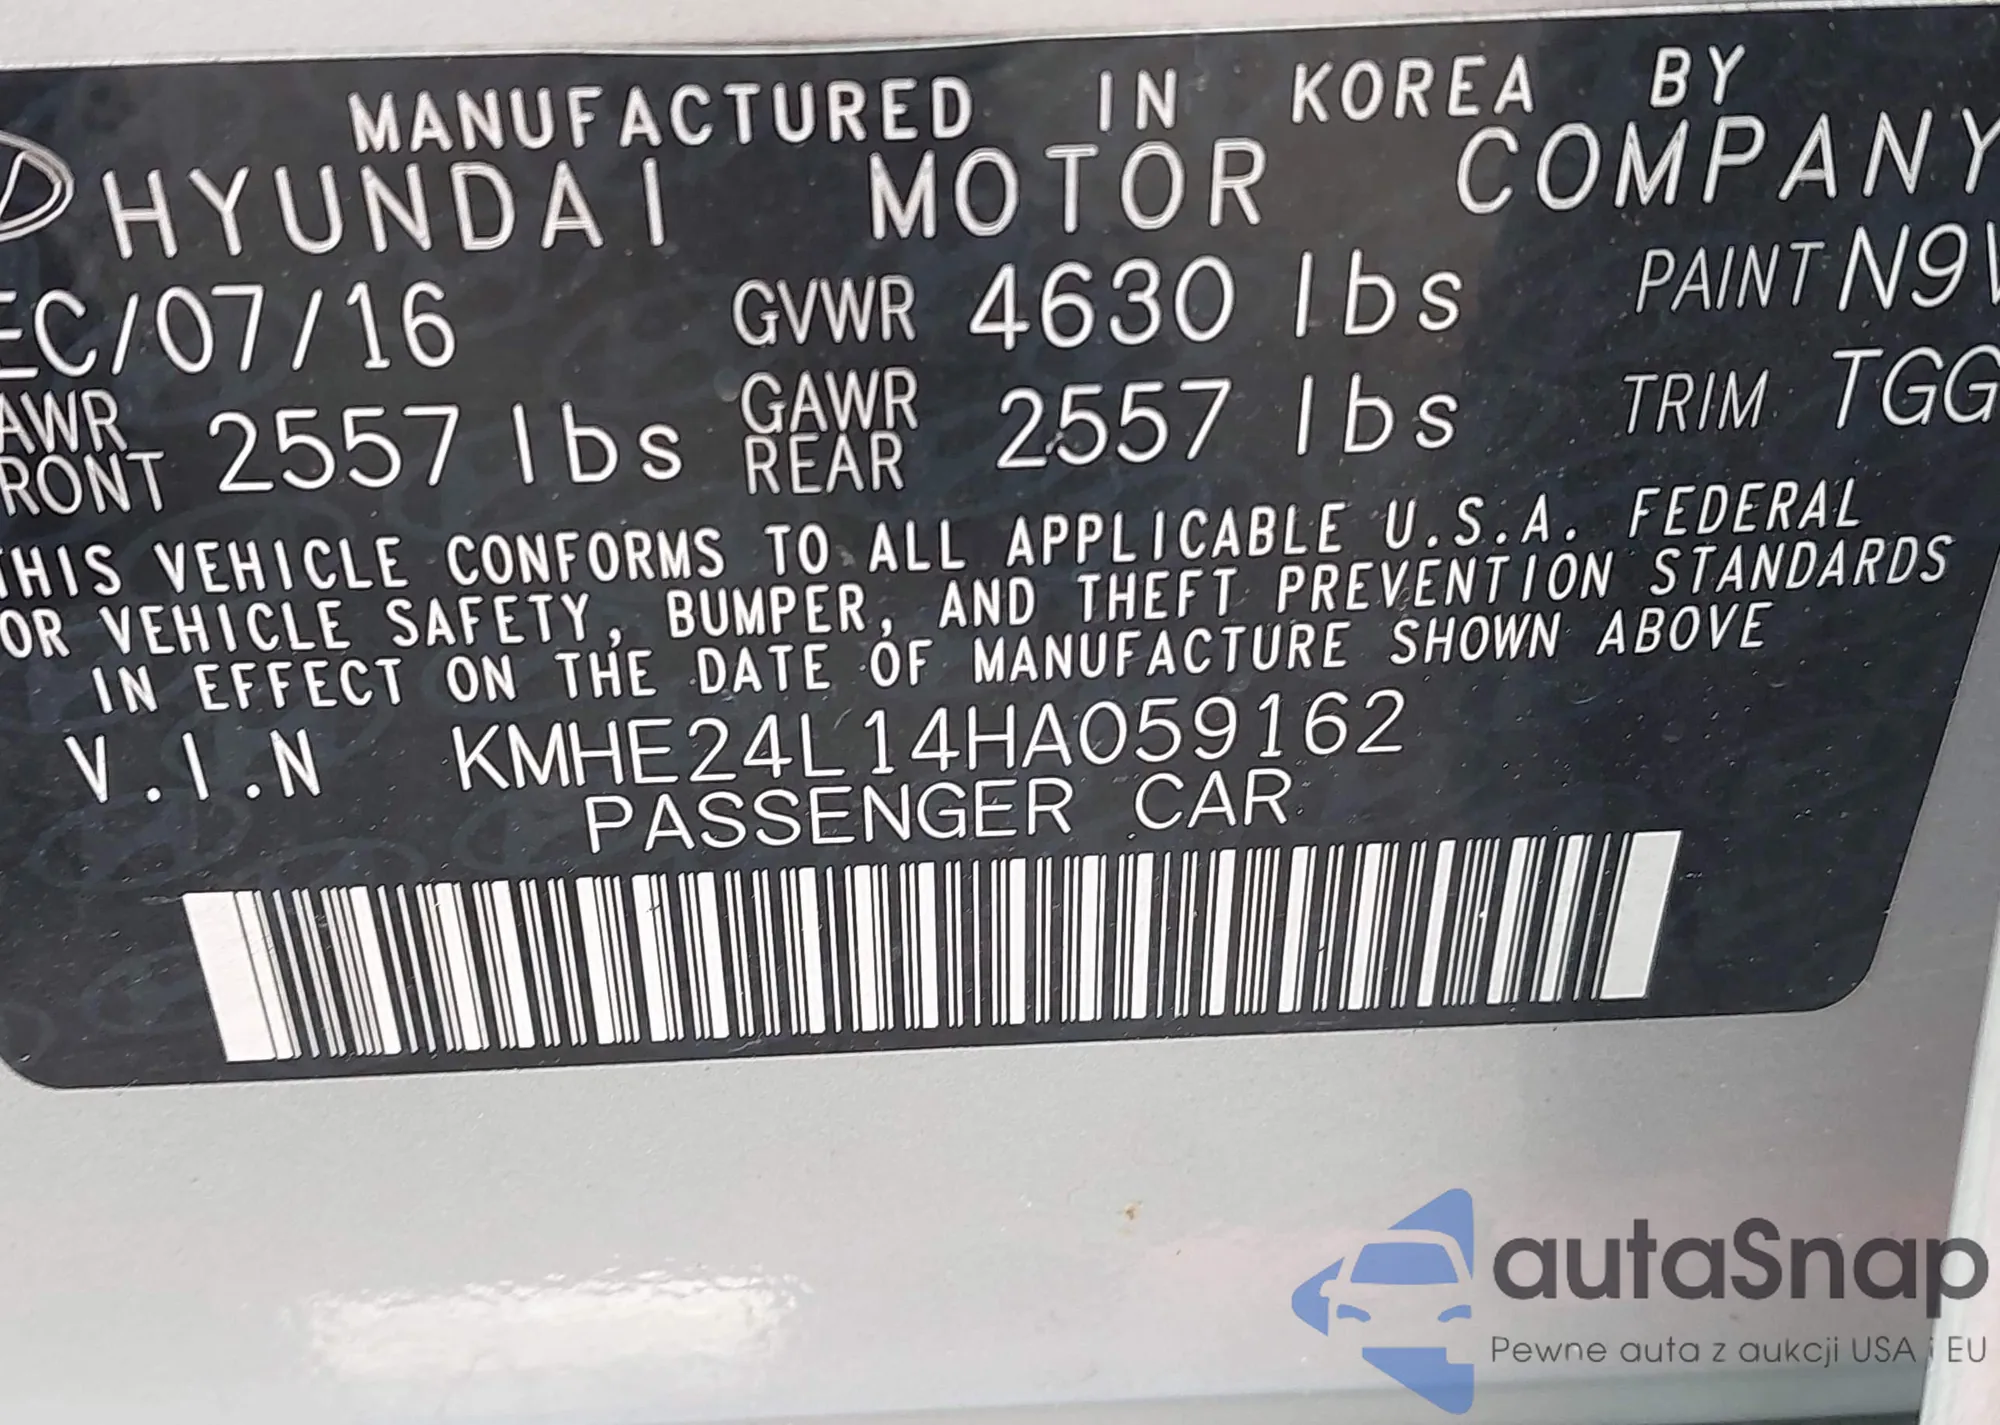 MANUFACTURED IN KOREA BY
HYUNDAI MOTOR COMPANY
EC/07/16 GVWR 4630 lbs PAINT N9V
AWR FRONT 2557 lbs GAWR REAR 2557 lbs TRIM TGG
THIS VEHICLE CONFORMS TO ALL APPLICABLE U.S.A. FEDERAL
OR VEHICLE SAFETY, BUMPER, AND THEFT PREVENTION STANDARDS
IN EFFECT ON THE DATE OF MANUFACTURE SHOWN ABOVE
V.I.N KMHE24L14HA059162
PASSENGER CAR
autaSnap
Pewne auta z aukcji USA i EU